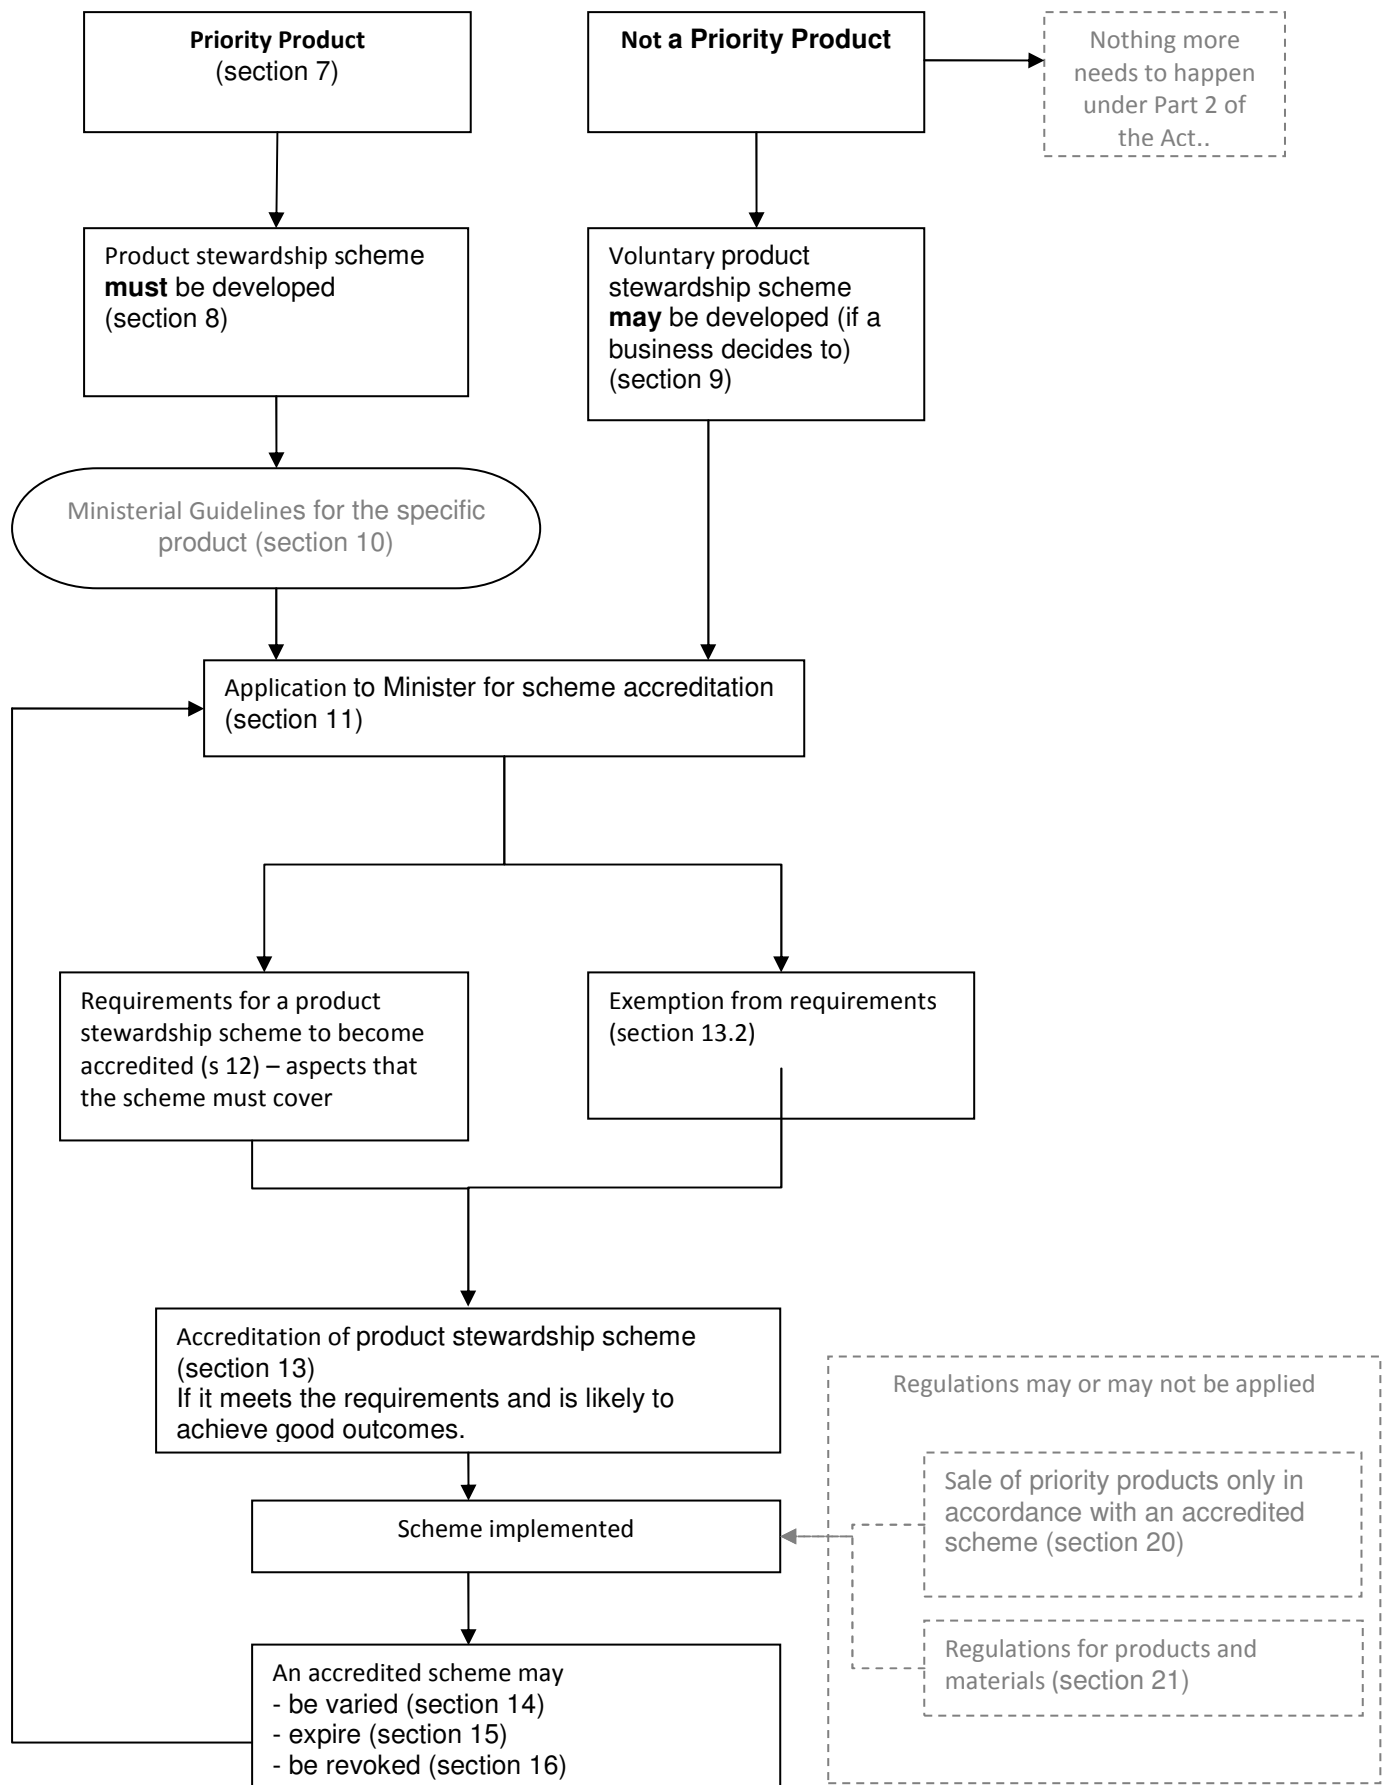 Priority Product
(section 7)
Not a Priority Product
Nothing more
needs to happen
under Part 2 of
the Act..
Product stewardship scheme
must be developed
(section 8)
Voluntary product
stewardship scheme
may be developed (if a
business decides to)
(section 9)
Ministerial Guidelines for the specific
product (section 10)
Application to Minister for scheme accreditation
(section 11)
Requirements for a product
stewardship scheme to become
accredited (s 12) – aspects that
the scheme must cover
Exemption from requirements
(section 13.2)
Accreditation of product stewardship scheme
(section 13)
If it meets the requirements and is likely to
achieve good outcomes.
Regulations may or may not be applied
Sale of priority products only in
accordance with an accredited
scheme (section 20)
Scheme implemented
Regulations for products and
materials (section 21)
An accredited scheme may
- be varied (section 14)
- expire (section 15)
- be revoked (section 16)